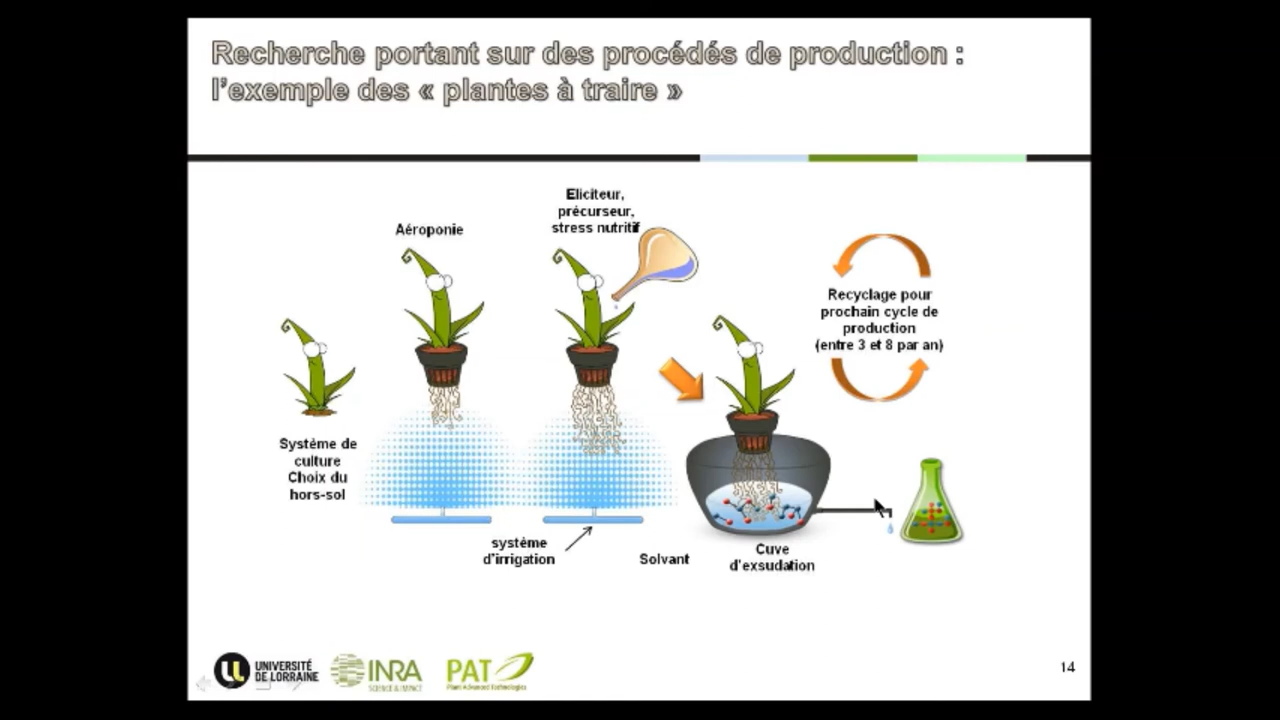 Recherche portant sur des procédés de production :
l'exemple des « plantes à traire »
Eliciteur,
précurseur,
stress nutritif
Aéroponie
Recyclage pour
prochain cycle de
production
(entre 3 et 8 par an)
Système de
culture
Choix du
hors-sol
système
d'irrigation
Solvant
Cuve
d'exsudation
UNIVERSITÉ
DE LORRAINE
INRA
SCIENCE & IMPACT
PAT
Plant Advanced Technologies
14